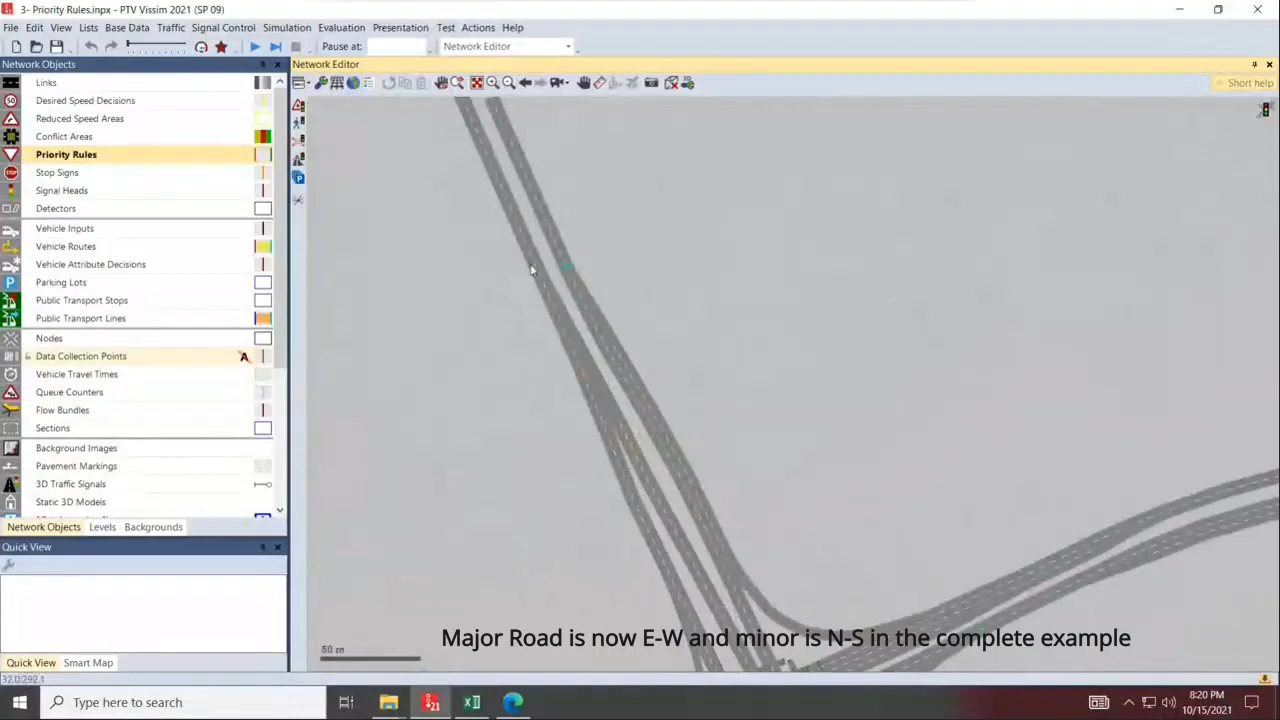 3- Priority Rules.inpx - PTV Vissim 2021 (SP 09)
File Edit View Lists Base Data Traffic Signal Control Simulation Evaluation Presentation Test Actions Help
Pause at: Network Editor
Network Objects
Network Editor
Short help
Links
Desired Speed Decisions
Reduced Speed Areas
Conflict Areas
Priority Rules
Stop Signs
Signal Heads
Detectors
Vehicle Inputs
Vehicle Routes
Vehicle Attribute Decisions
Parking Lots
Public Transport Stops
Public Transport Lines
Nodes
Data Collection Points
Vehicle Travel Times
Queue Counters
Flow Bundles
Sections
Background Images
Pavement Markings
3D Traffic Signals
Static 3D Models
Network Objects Levels Backgrounds
Quick View
Major Road is now E-W and minor is N-S in the complete example
50 m
Quick View Smart Map
32.0:292.1
Type here to search
8:20 PM
10/15/2021